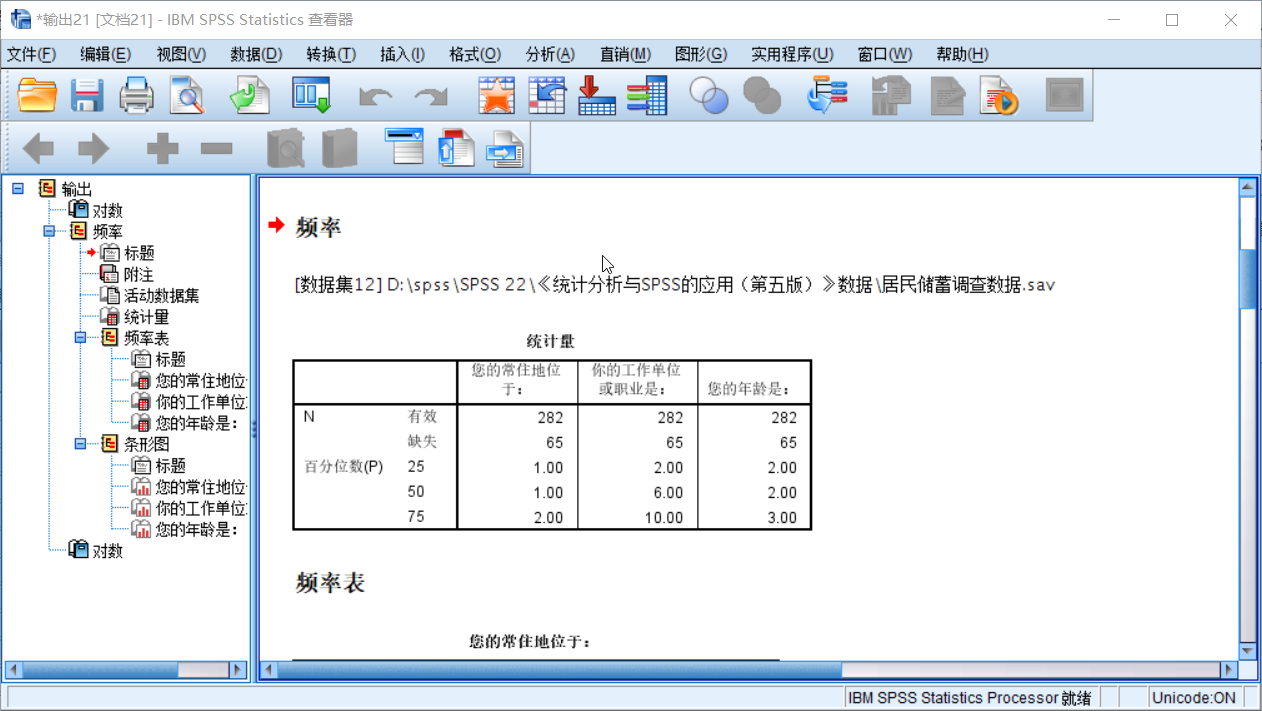 *输出21 [文档21] - IBM SPSS Statistics 查看器
文件(F) 编辑(E) 视图(V) 数据(D) 转换(T) 插入(I) 格式(O) 分析(A) 直销(M) 图形(G) 实用程序(U) 窗口(W) 帮助(H)
输出
对数
频率
标题
附注
活动数据集
统计量
频率表
标题
您的常住地位
你的工作单位
您的年龄是:
条形图
标题
您的常住地位
你的工作单位
您的年龄是:
对数
频率
[数据集12] D:\spss\SPSS 22\《统计分析与SPSS的应用（第五版）》数据\居民储蓄调查数据.sav
统计量
您的常住地位于: 你的工作单位或职业是: 您的年龄是:
N 有效 282 282 282
缺失 65 65 65
百分位数(P) 25 1.00 2.00 2.00
50 1.00 6.00 2.00
75 2.00 10.00 3.00
频率表
您的常住地位于:
IBM SPSS Statistics Processor 就绪 Unicode:ON